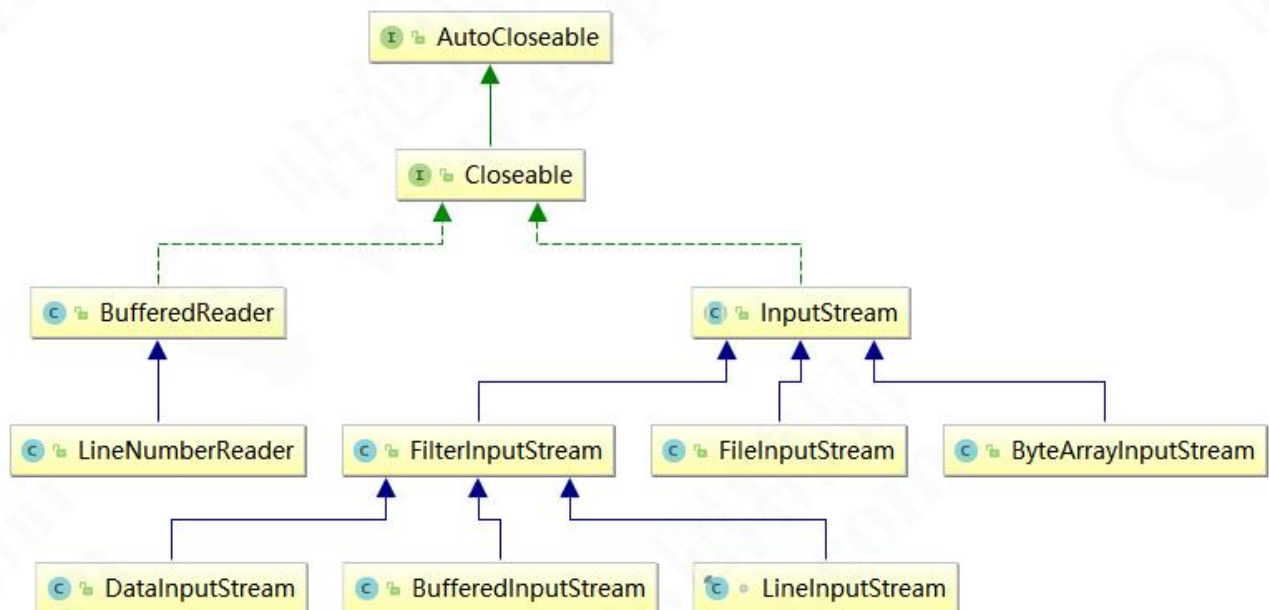 AutoCloseable
Closeable
BufferedReader
InputStream
LineNumberReader
FilterInputStream
FileInputStream
ByteArrayInputStream
DataInputStream
BufferedInputStream
LineInputStream